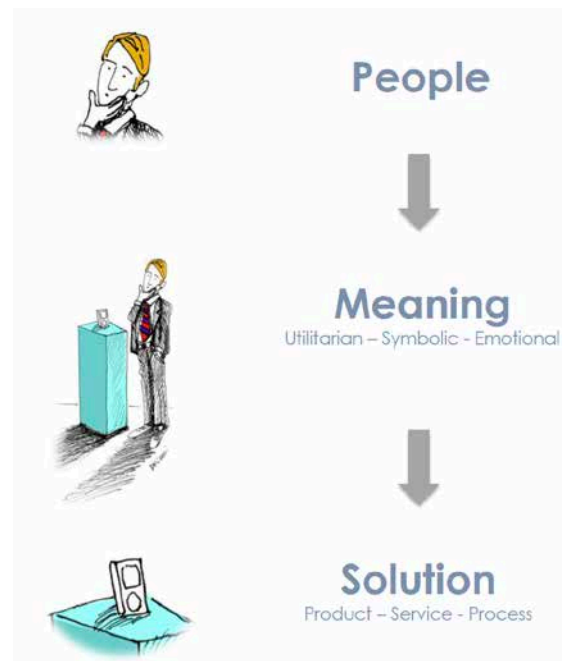 People
Meaning
Utilitarian – Symbolic - Emotional
Solution
Product – Service - Process